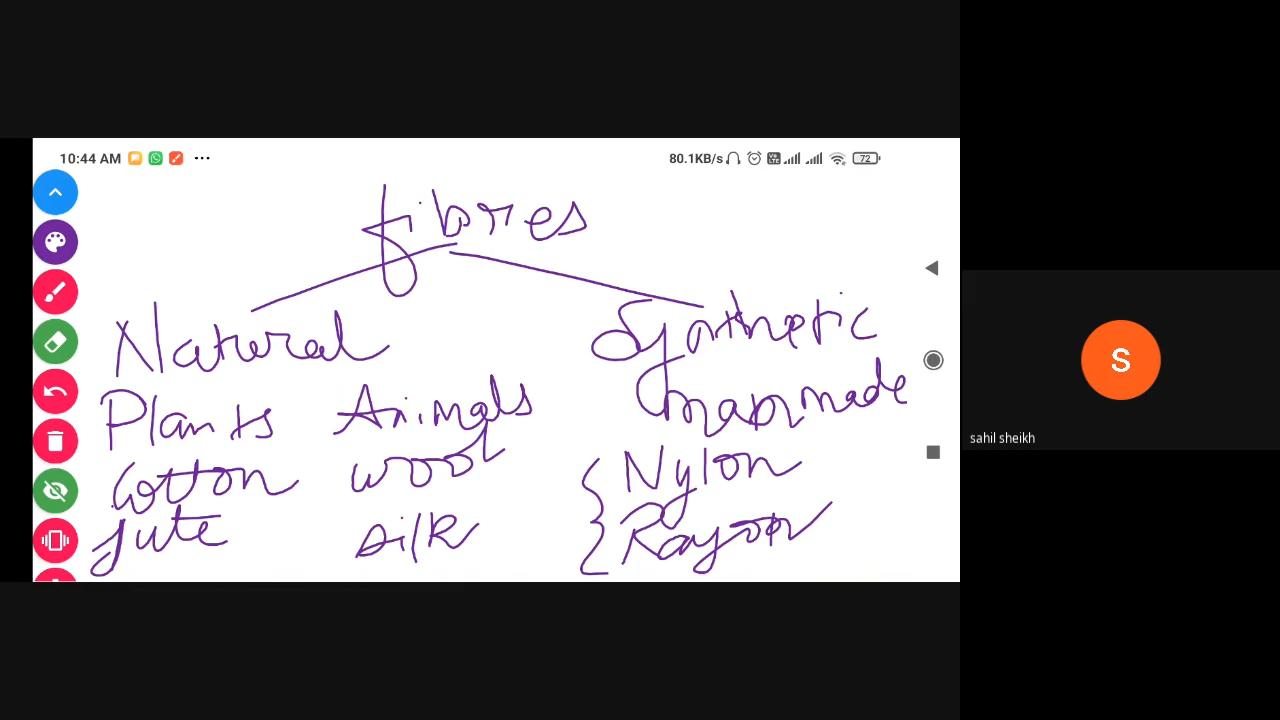 10:44 AM ... 80.1KB/s 72
fibres
Natural Synthetic
Plants Animals manmade
Cotton wool Nylon
Jute silk Rayon
S
sahil sheikh